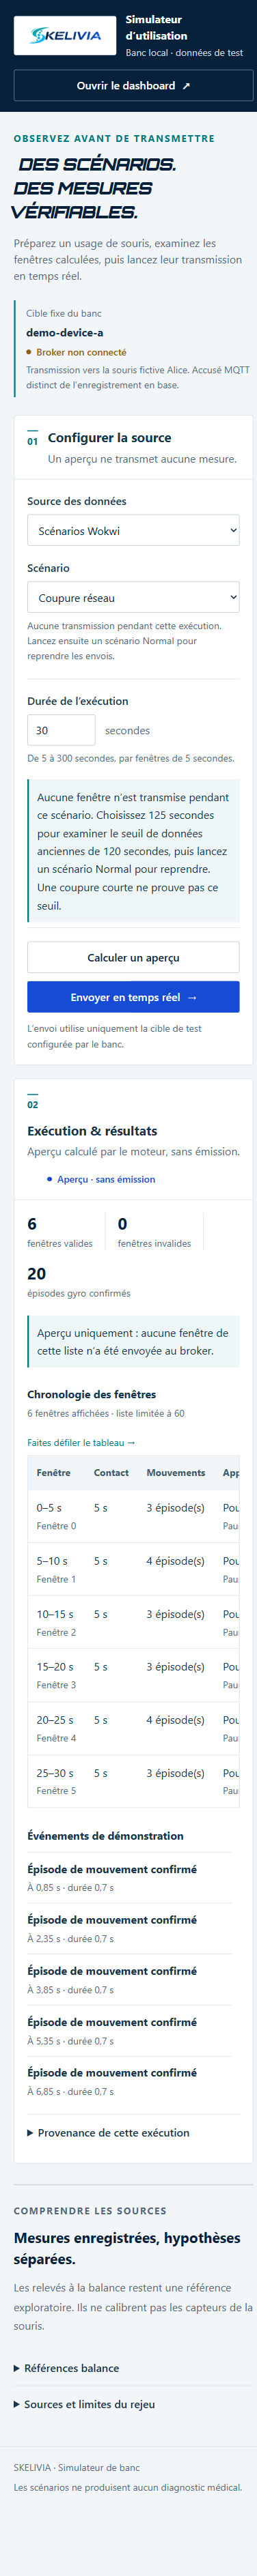 SKELIVIA
Simulateur
d'utilisation
Banc local · données de test
Ouvrir le dashboard ↗
OBSERVEZ AVANT DE TRANSMETTRE
DES SCÉNARIOS.
DES MESURES
VÉRIFIABLES.
Préparez un usage de souris, examinez les
fenêtres calculées, puis lancez leur transmission
en temps réel.
Cible fixe du banc
demo-device-a
Broker non connecté
Transmission vers la souris fictive Alice. Accusé MQTT
distinct de l'enregistrement en base.
01
Configurer la source
Un aperçu ne transmet aucune mesure.
Source des données
Scénarios Wokwi
Scénario
Coupure réseau
Aucune transmission pendant cette exécution.
Lancez ensuite un scénario Normal pour
reprendre les envois.
Durée de l'exécution
30 secondes
De 5 à 300 secondes, par fenêtres de 5 secondes.
Aucune fenêtre n'est transmise pendant
ce scénario. Choisissez 125 secondes
pour examiner le seuil de données
anciennes de 120 secondes, puis lancez
un scénario Normal pour reprendre.
Une coupure courte ne prouve pas ce
seuil.
Calculer un aperçu
Envoyer en temps réel →
L'envoi utilise uniquement la cible de test
configurée par le banc.
02
Exécution & résultats
Aperçu calculé par le moteur, sans émission.
Aperçu · sans émission
6
fenêtres valides
0
fenêtres invalides
20
épisodes gyro confirmés
Aperçu uniquement : aucune fenêtre de
cette liste n'a été envoyée au broker.
Chronologie des fenêtres
6 fenêtres affichées · liste limitée à 60
Faites défiler le tableau →
Fenêtre Contact Mouvements App
0–5 s 5 s 3 épisode(s) Pou
Fenêtre 0 Pau
5–10 s 5 s 4 épisode(s) Pou
Fenêtre 1 Pau
10–15 s 5 s 3 épisode(s) Pou
Fenêtre 2 Pau
15–20 s 5 s 3 épisode(s) Pou
Fenêtre 3 Pau
20–25 s 5 s 4 épisode(s) Pou
Fenêtre 4 Pau
25–30 s 5 s 3 épisode(s) Pou
Fenêtre 5 Pau
Événements de démonstration
Épisode de mouvement confirmé
À 0,85 s · durée 0,7 s
Épisode de mouvement confirmé
À 2,35 s · durée 0,7 s
Épisode de mouvement confirmé
À 3,85 s · durée 0,7 s
Épisode de mouvement confirmé
À 5,35 s · durée 0,7 s
Épisode de mouvement confirmé
À 6,85 s · durée 0,7 s
▶ Provenance de cette exécution
COMPRENDRE LES SOURCES
Mesures enregistrées, hypothèses
séparées.
Les relevés à la balance restent une référence
exploratoire. Ils ne calibrent pas les capteurs de la
souris.
▶ Références balance
▶ Sources et limites du rejeu
SKELIVIA · Simulateur de banc
Les scénarios ne produisent aucun diagnostic médical.